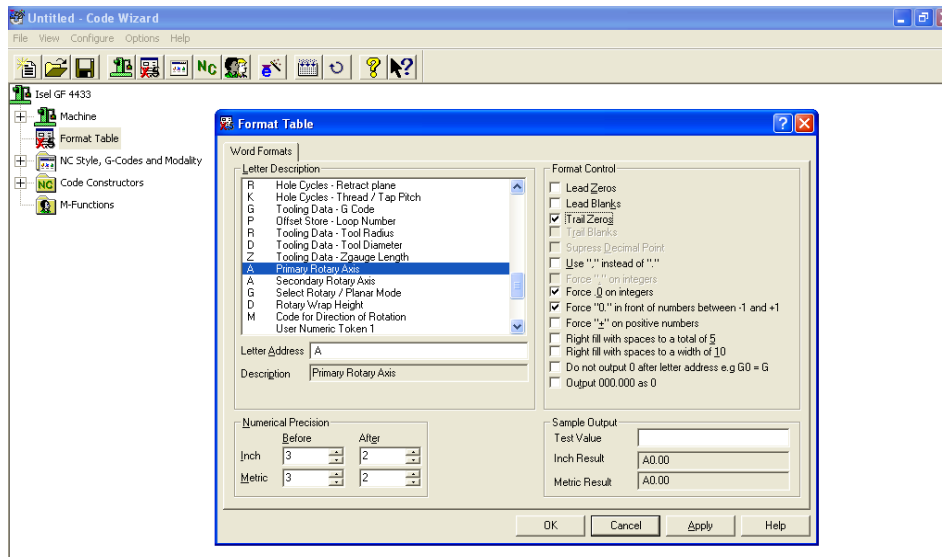 Untitled - Code Wizard
File View Configure Options Help
NC
Isel GF 4433
Machine
Format Table
NC Style, G-Codes and Modality
NC Code Constructors
M-Functions
Format Table
Word Formats
Letter Description
R Hole Cycles - Retract plane
K Hole Cycles - Thread / Tap Pitch
G Tooling Data - G Code
P Offset Store - Loop Number
R Tooling Data - Tool Radius
D Tooling Data - Tool Diameter
Z Tooling Data - Zgauge Length
A Primary Rotary Axis
A Secondary Rotary Axis
G Select Rotary / Planar Mode
D Rotary Wrap Height
M Code for Direction of Rotation
User Numeric Token 1
Letter Address A
Description Primary Rotary Axis
Numerical Precision
Before After
Inch 3 2
Metric 3 2
Format Control
Lead Zeros
Lead Blanks
Trail Zeros
Trail Blanks
Supress Decimal Point
Use "," instead of "."
Force "." on integers
Force .0 on integers
Force "0." in front of numbers between -1 and +1
Force "+" on positive numbers
Right fill with spaces to a total of 5
Right fill with spaces to a width of 10
Do not output 0 after letter address e.g G0 = G
Output 000.000 as 0
Sample Output
Test Value
Inch Result A0.00
Metric Result A0.00
OK Cancel Apply Help